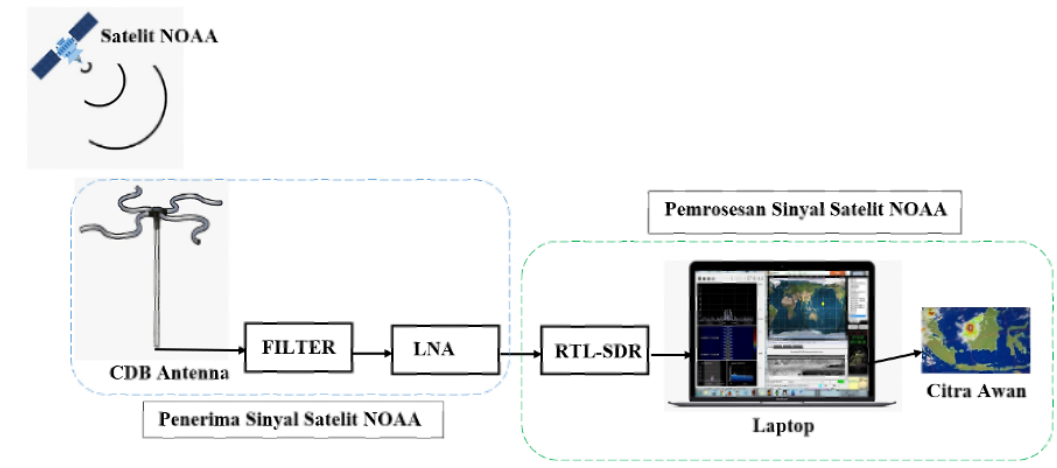 Satelit NOAA
Pemrosesan Sinyal Satelit NOAA
FILTER
LNA
RTL-SDR
CDB Antenna
Citra Awan
Penerima Sinyal Satelit NOAA
Laptop